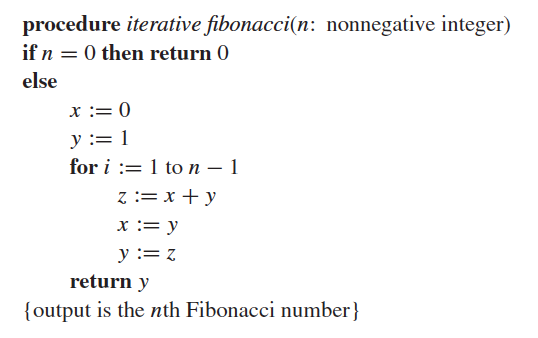 procedure iterative fibonacci(n: nonnegative integer)
if n = 0 then return 0
else
x := 0
y := 1
for i := 1 to n − 1
z := x + y
x := y
y := z
return y
{output is the nth Fibonacci number}